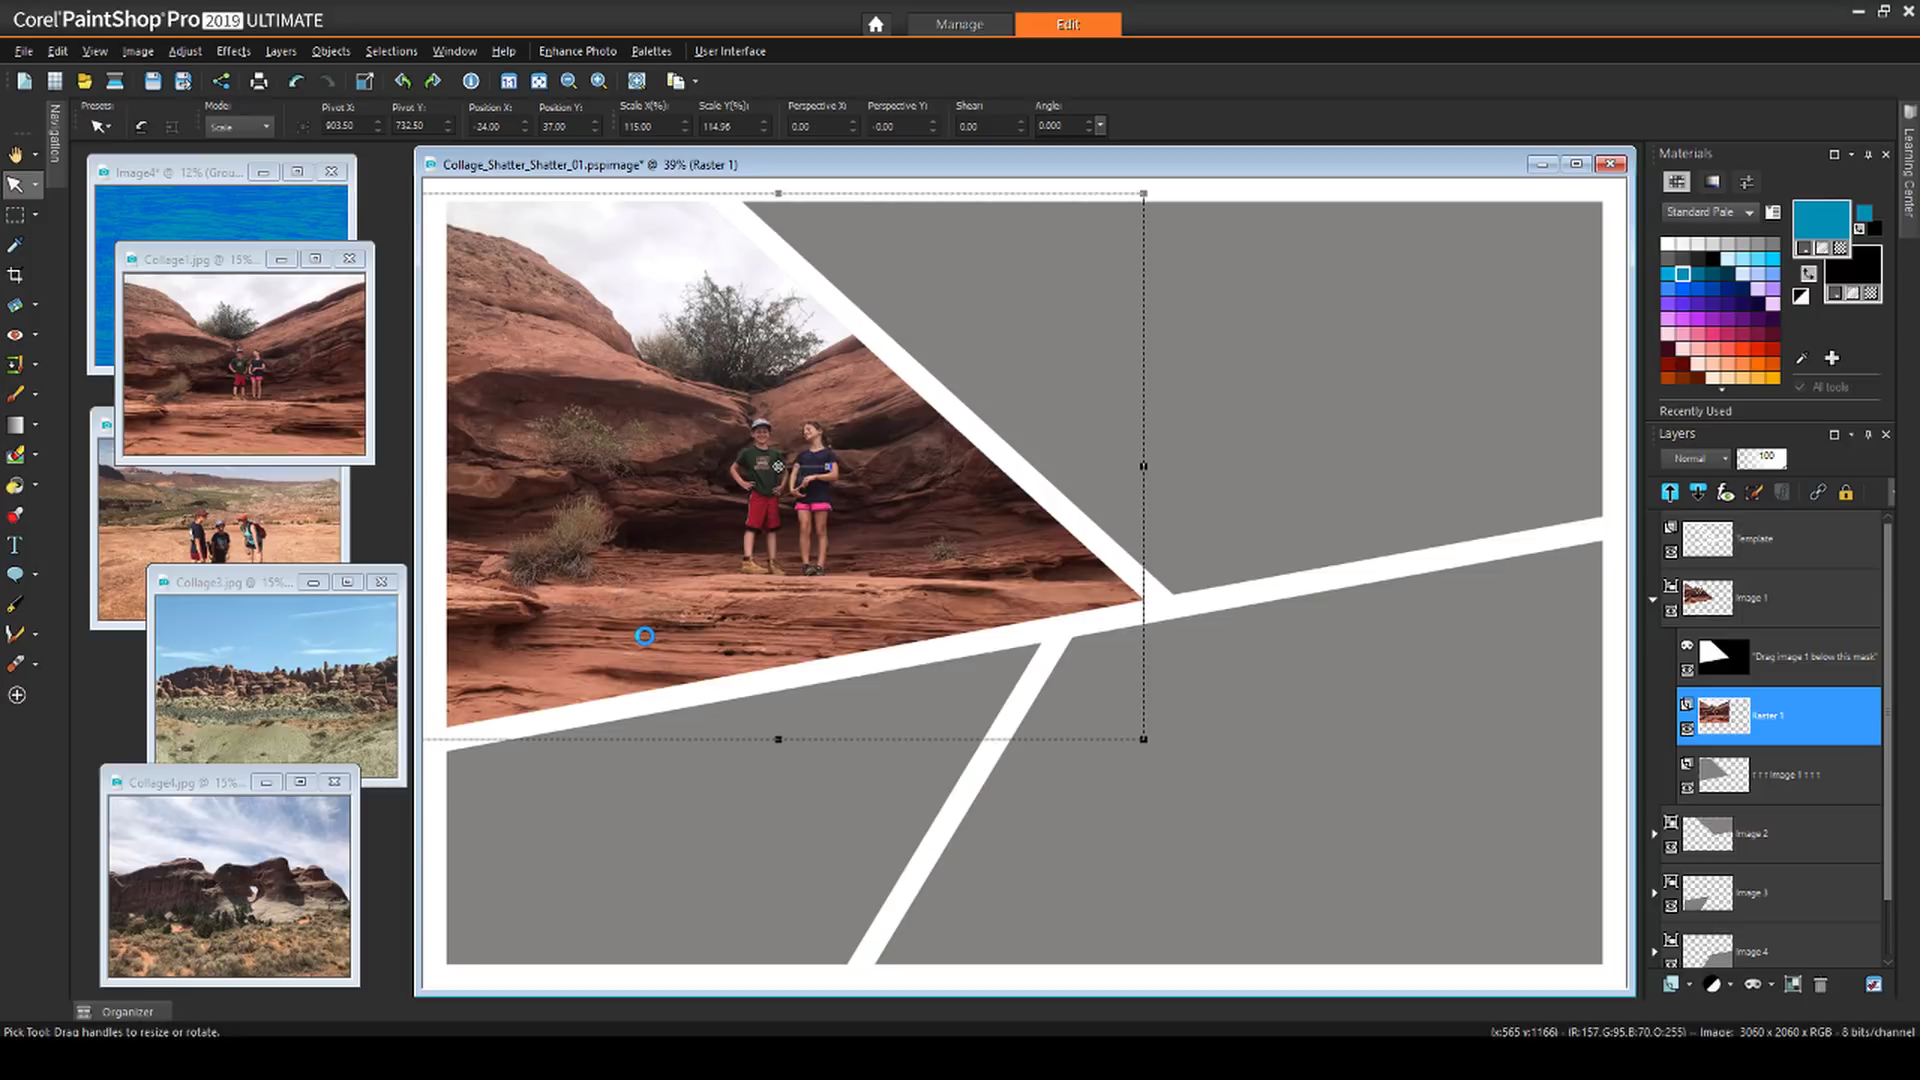 Corel PaintShop Pro 2019 ULTIMATE
Manage
Edit
File Edit View Image Adjust Effects Layers Objects Selections Window Help Enhance Photo Palettes User Interface
Presets: Mode: Pivot X: Pivot Y: Position X: Position Y: Scale X(%): Scale Y(%): Perspective X: Perspective Y: Shear: Angle:
Scale 903.50 732.50 -24.00 37.00 115.00 114.96 0.00 -0.00 0.00 0.000
Navigation
Image4* @ 12% (Grou...
Collage1.jpg @ 15%...
Collage3.jpg @ 15%...
Collage4.jpg @ 15%...
Collage_Shatter_Shatter_01.pspimage* @ 39% (Raster 1)
Materials
Standard Pale
All tools
Recently Used
Layers
Normal 100
Template
Image 1
"Drag image 1 below this mask"
Raster 1
↑↑↑ Image 1 ↑↑↑
Image 2
Image 3
Image 4
Learning Center
Organizer
Pick Tool: Drag handles to resize or rotate.
(x:565 y:1166) - (R:157,G:95,B:70,O:255) -- Image: 3060 x 2060 x RGB - 8 bits/channel